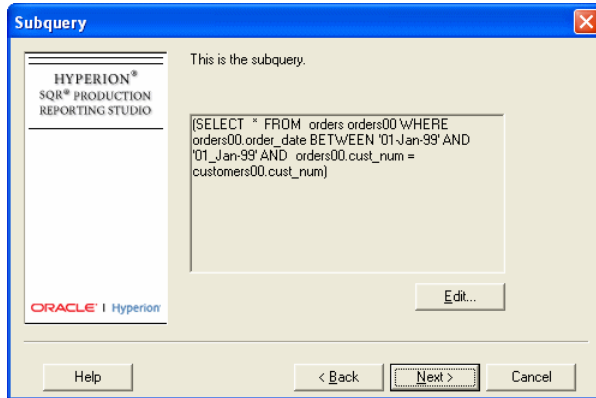 Subquery
HYPERION®
SQR® PRODUCTION
REPORTING STUDIO
This is the subquery.
(SELECT * FROM orders orders00 WHERE
orders00.order_date BETWEEN '01-Jan-99' AND
'01_Jan-99' AND orders00.cust_num =
customers00.cust_num)
Edit...
ORACLE' | Hyperion'
Help
< Back
Next >
Cancel